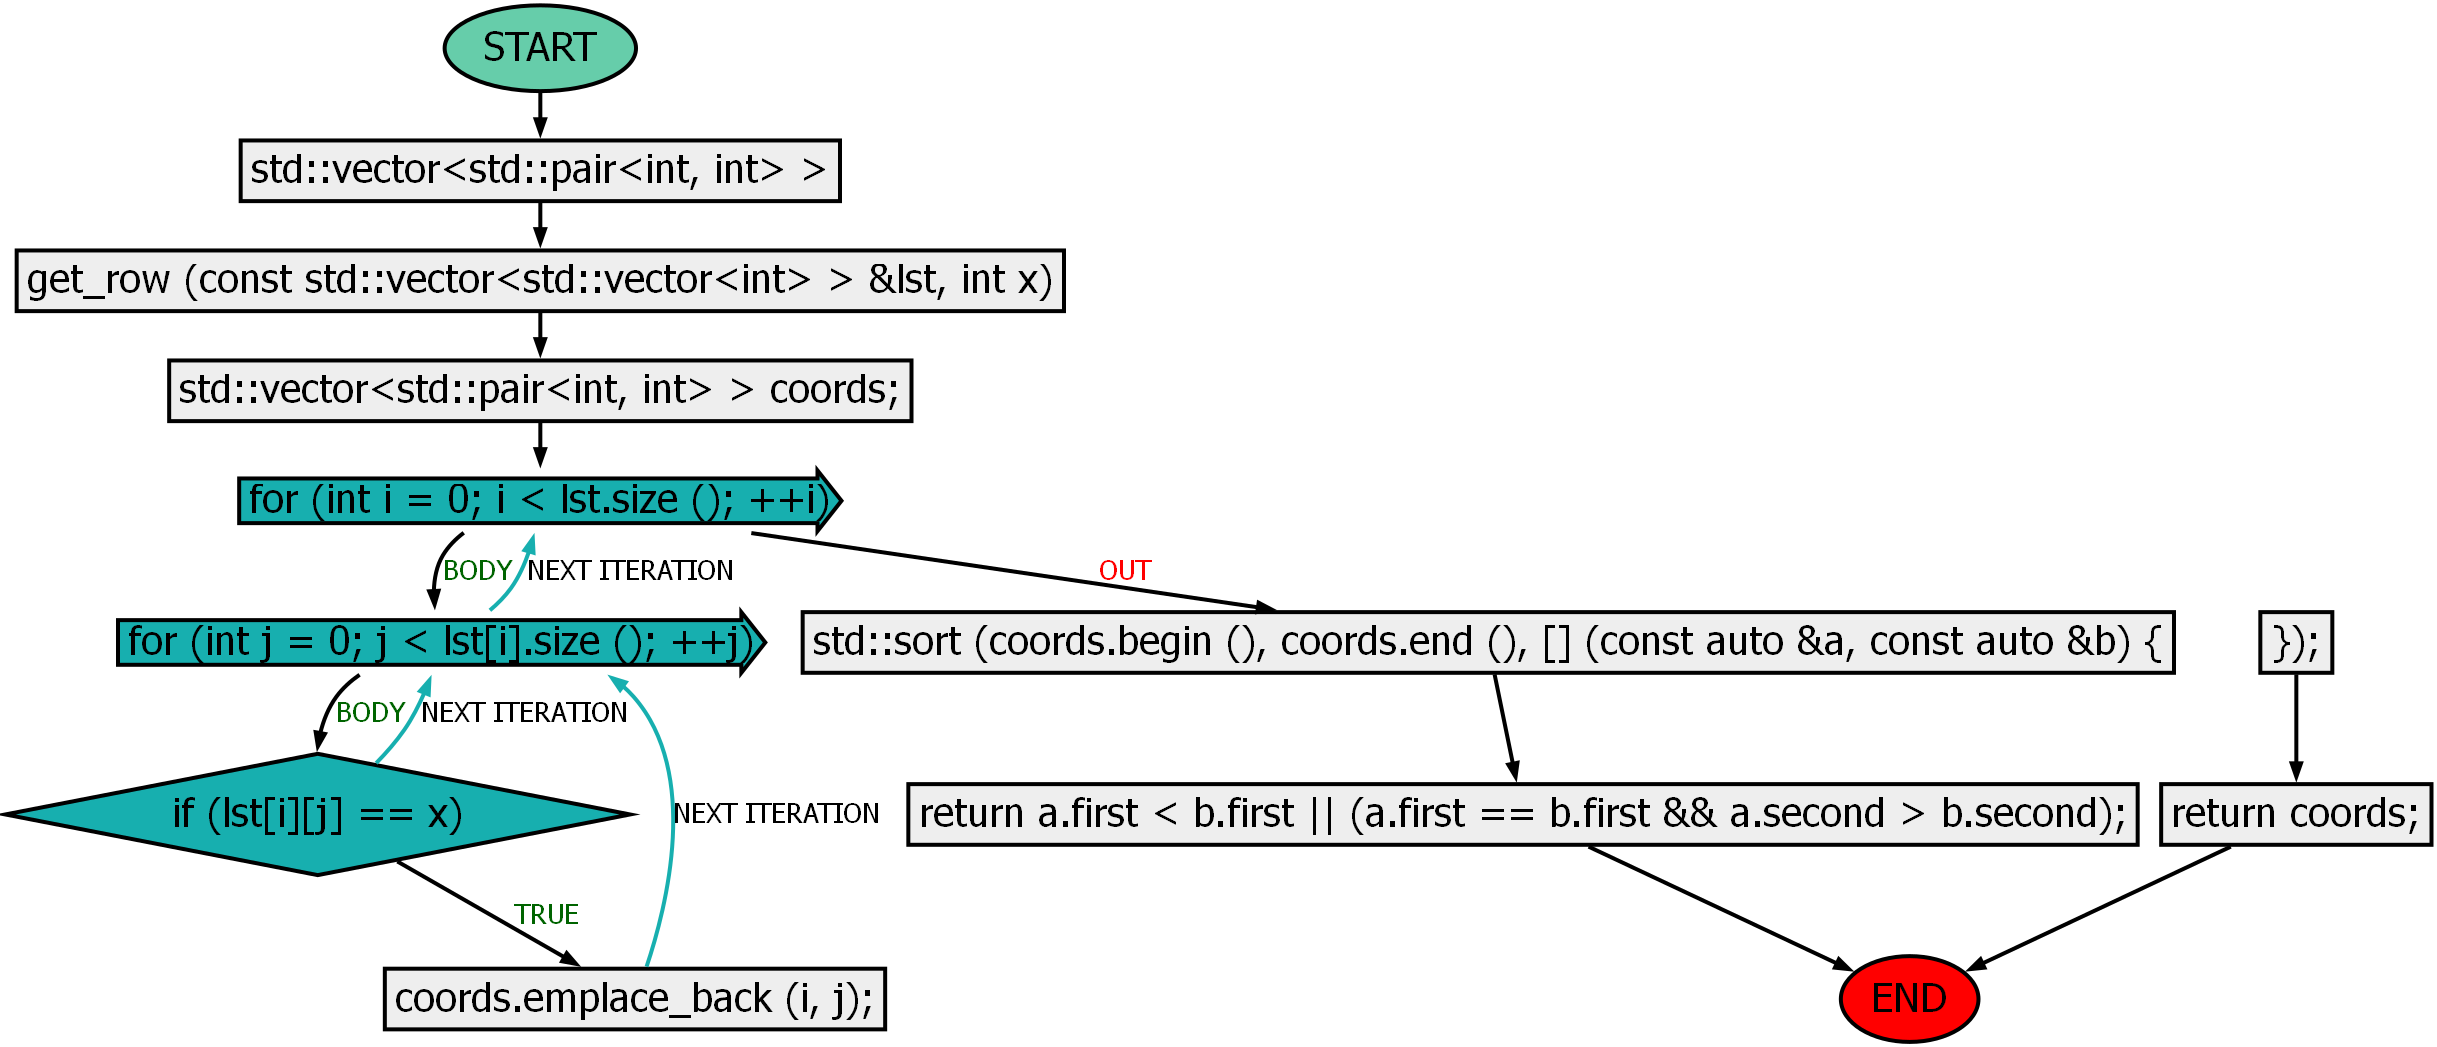 START
std::vector<std::pair<int, int> >
get_row (const std::vector<std::vector<int> > &lst, int x)
std::vector<std::pair<int, int> > coords;
for (int i = 0; i < lst.size (); ++i)
BODY
NEXT ITERATION
OUT
for (int j = 0; j < lst[i].size (); ++j)
std::sort (coords.begin (), coords.end (), [] (const auto &a, const auto &b) {
});
BODY
NEXT ITERATION
if (lst[i][j] == x)
NEXT ITERATION
return a.first < b.first || (a.first == b.first && a.second > b.second);
return coords;
TRUE
coords.emplace_back (i, j);
END